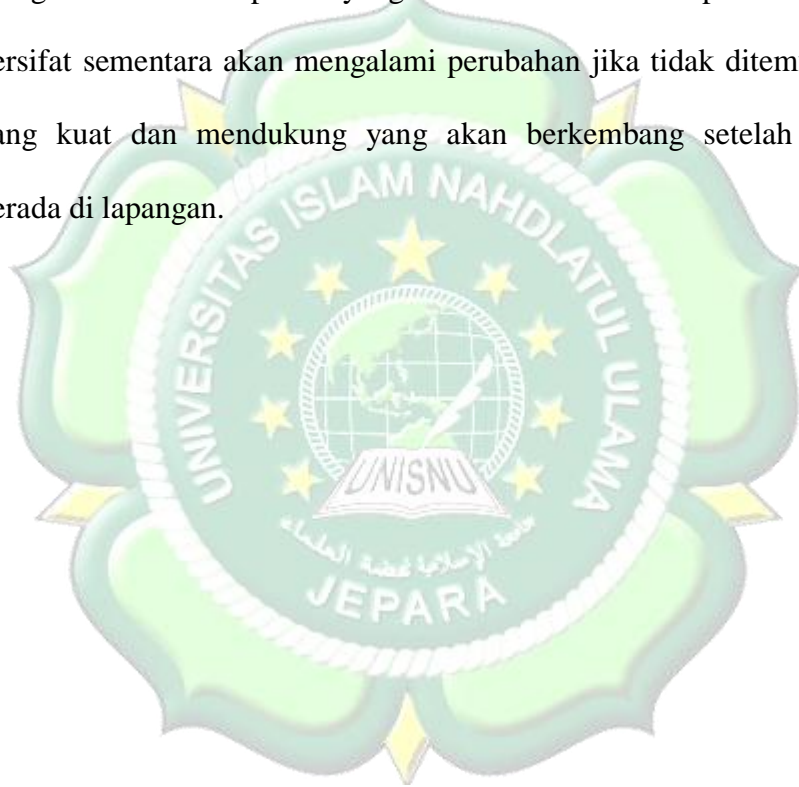 ersifat sementara akan mengalami perubahan jika tidak ditem
ang kuat dan mendukung yang akan berkembang setelah
erada di lapangan.
UNIVERSITAS ISLAM NAHDLATUL ULAMA
UNISNU
JEPARA